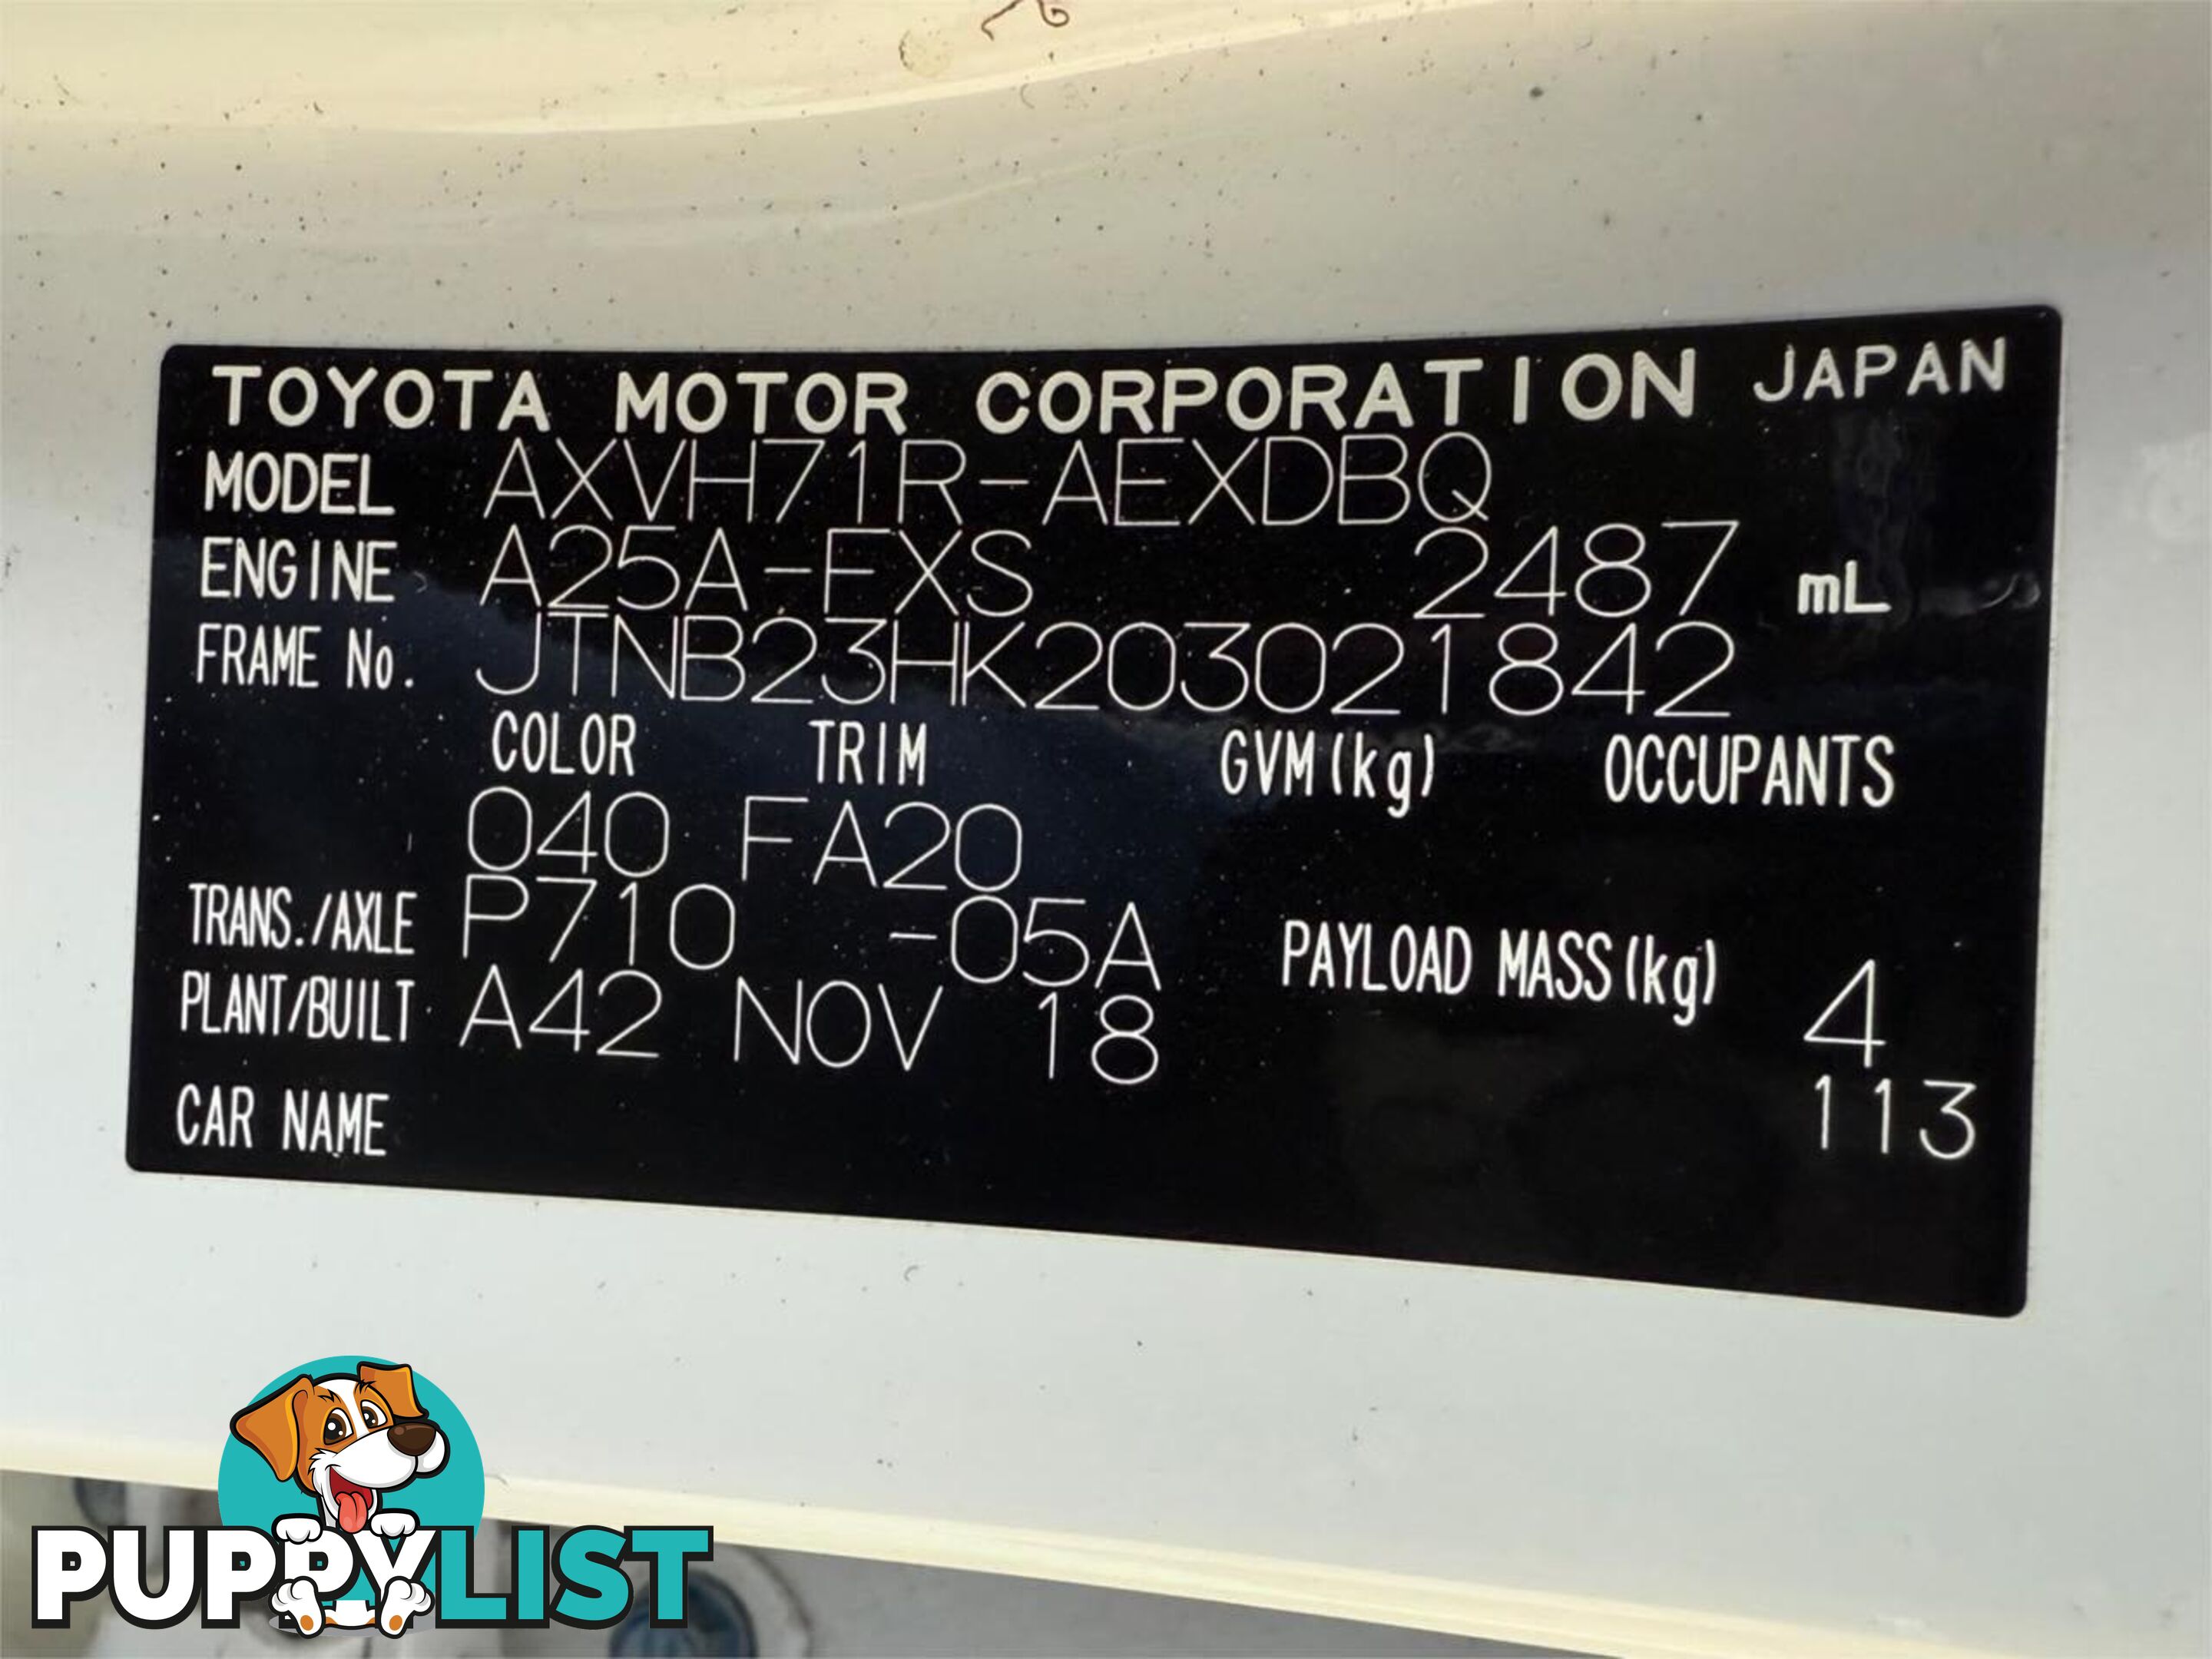 TOYOTA MOTOR CORPORATION JAPAN
MODEL AXVH71R-AEXDBQ
ENGINE A25A-FXS 2487 mL
FRAME No. JTNB23HK203021842
COLOR TRIM GVM(kg) OCCUPANTS
040 FA20
TRANS./AXLE P710 -05A PAYLOAD MASS(kg) 4
PLANT/BUILT A42 NOV 18
113
CAR NAME
PUPPYLIST